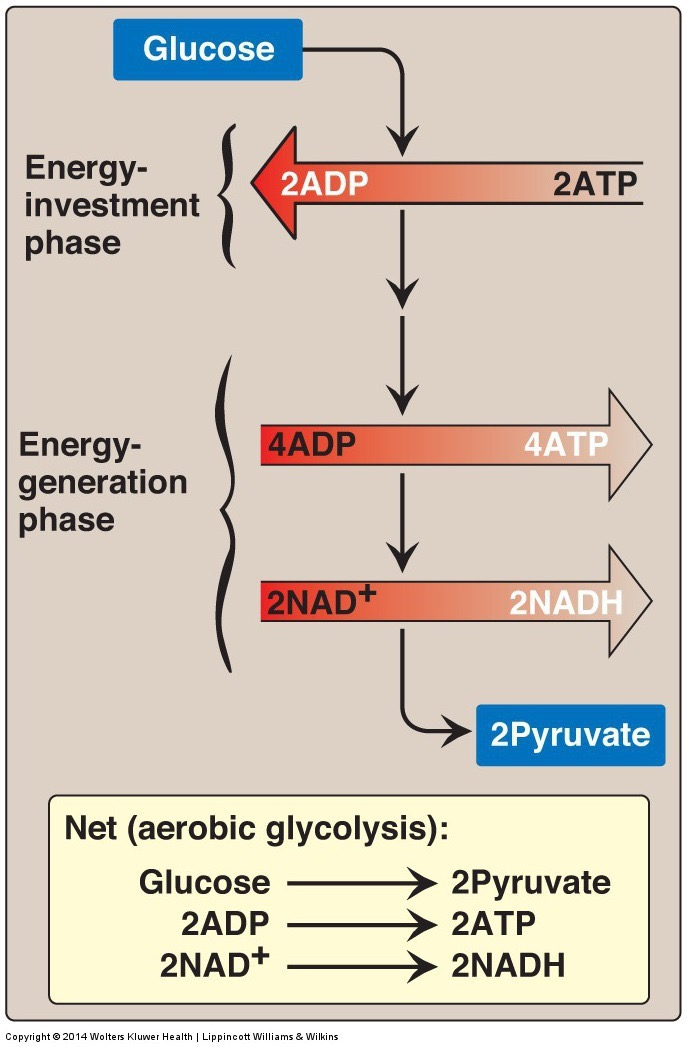 Glucose
Energy-
investment
phase
2ADP 2ATP
Energy-
generation
phase
4ADP 4ATP
2NAD⁺ 2NADH
2Pyruvate
Net (aerobic glycolysis):
Glucose → 2Pyruvate
2ADP → 2ATP
2NAD⁺ → 2NADH
Copyright © 2014 Wolters Kluwer Health | Lippincott Williams & Wilkins